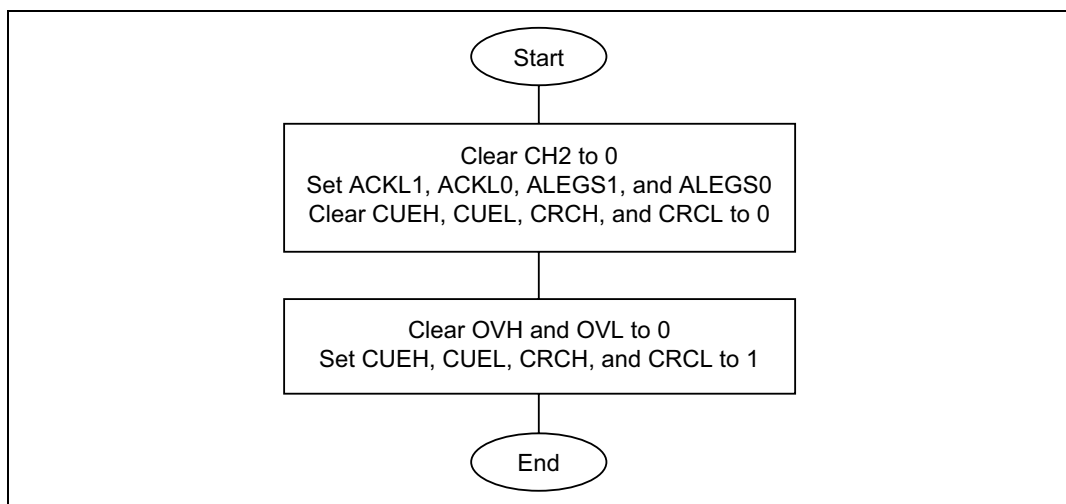 Start
Clear CH2 to 0
Set ACKL1, ACKL0, ALEGS1, and ALEGS0
Clear CUEH, CUEL, CRCH, and CRCL to 0
Clear OVH and OVL to 0
Set CUEH, CUEL, CRCH, and CRCL to 1
End